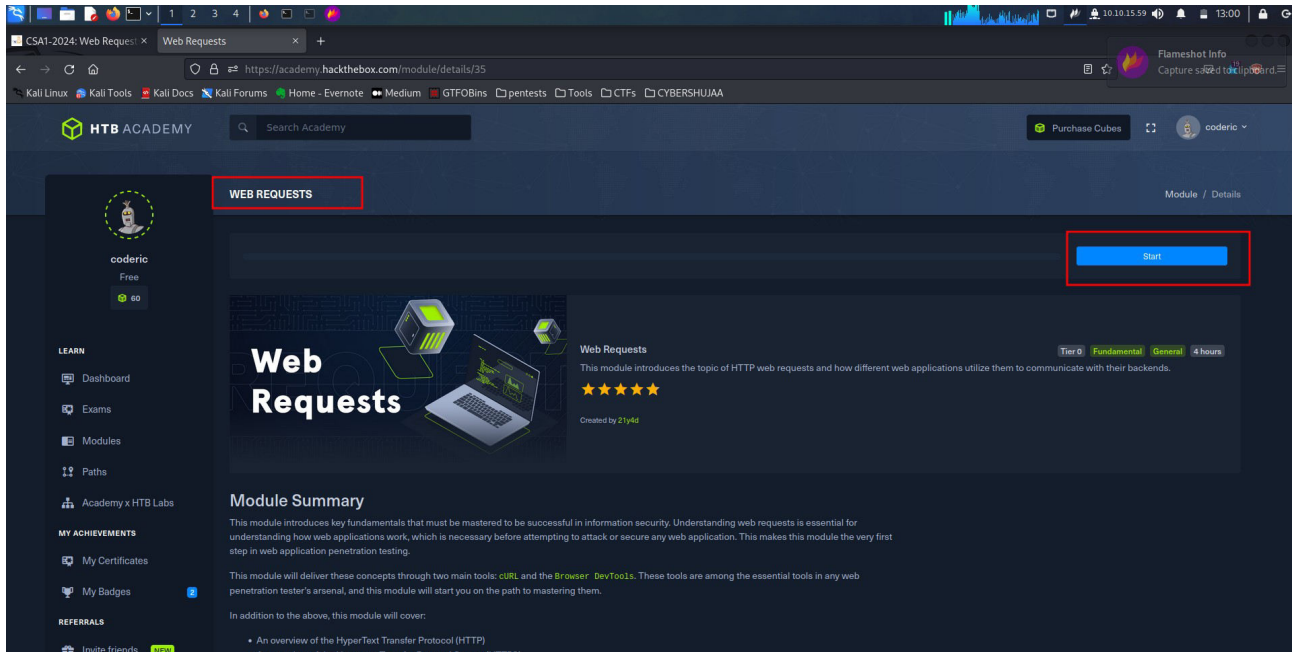 1 2 3 4
10.10.15.59
13:00
CSA1-2024: Web Request
Web Requests
Flameshot Info
https://academy.hackthebox.com/module/details/35
Kali Linux Kali Tools Kali Docs Kali Forums Home - Evernote Medium GTFOBins pentests Tools CTFs CYBERSHUJAA
HTB ACADEMY
Search Academy
Purchase Cubes
coderic
WEB REQUESTS
Module / Details
coderic
Free
60
Start
Web
Requests
Web Requests
Tier 0 Fundamental General 4 hours
This module introduces the topic of HTTP web requests and how different web applications utilize them to communicate with their backends.
Created by 21y4d
LEARN
Dashboard
Exams
Modules
Paths
Academy x HTB Labs
MY ACHIEVEMENTS
My Certificates
My Badges 2
REFERRALS
Invite friends NEW
Module Summary
This module introduces key fundamentals that must be mastered to be successful in information security. Understanding web requests is essential for
understanding how web applications work, which is necessary before attempting to attack or secure any web application. This makes this module the very first
step in web application penetration testing.
This module will deliver these concepts through two main tools: cURL and the Browser DevTools. These tools are among the essential tools in any web
penetration tester's arsenal, and this module will start you on the path to mastering them.
In addition to the above, this module will cover:
• An overview of the HyperText Transfer Protocol (HTTP)